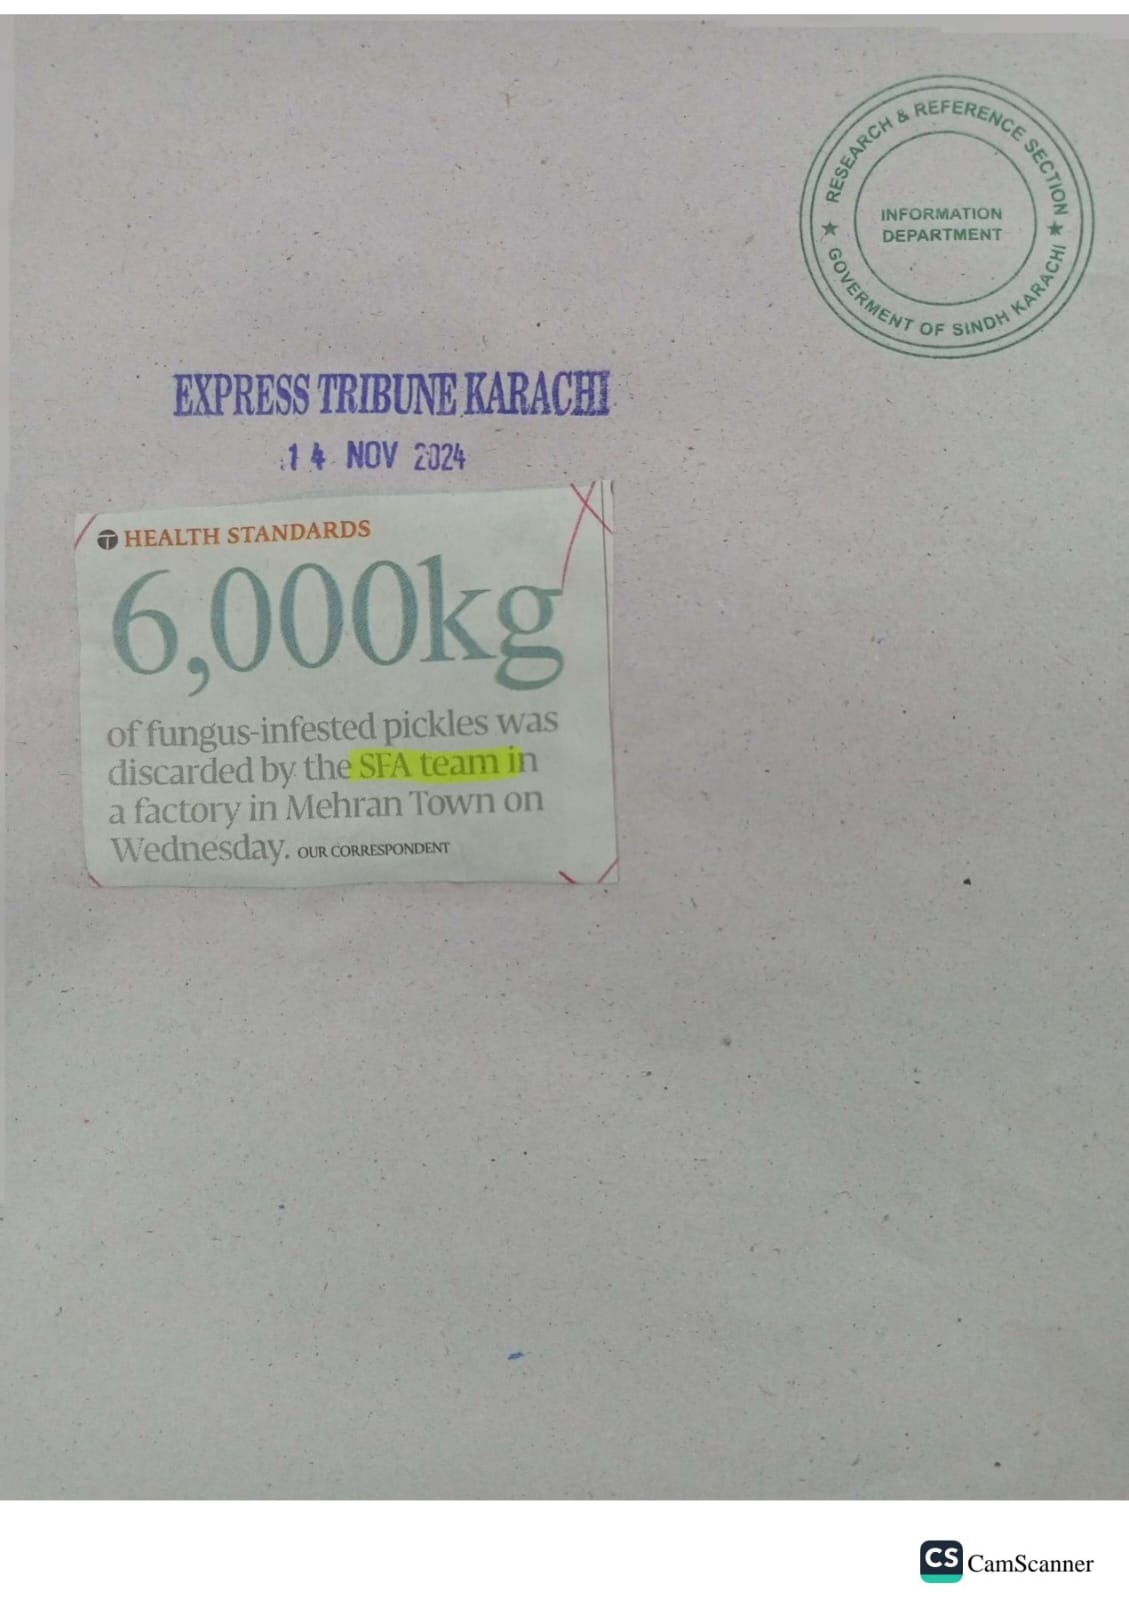 RESEARCH & REFERENCE SECTION
INFORMATION
DEPARTMENT
GOVERMENT OF SINDH KARACHI
EXPRESS TRIBUNE KARACHI
14 NOV 2024
HEALTH STANDARDS
6,000kg
of fungus-infested pickles was
discarded by the SFA team in
a factory in Mehran Town on
Wednesday. OUR CORRESPONDENT
CS CamScanner